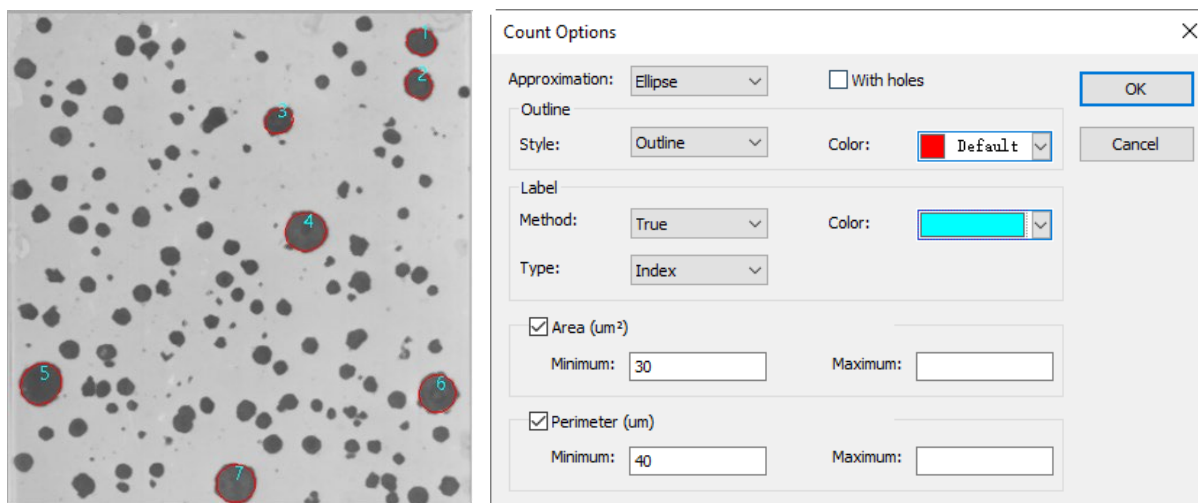 1
2
3
4
5
6
7
Count Options
Approximation: Ellipse With holes OK
Outline
Style: Outline Color: Default Cancel
Label
Method: True Color:
Type: Index
Area (um²)
Minimum: 30 Maximum:
Perimeter (um)
Minimum: 40 Maximum: